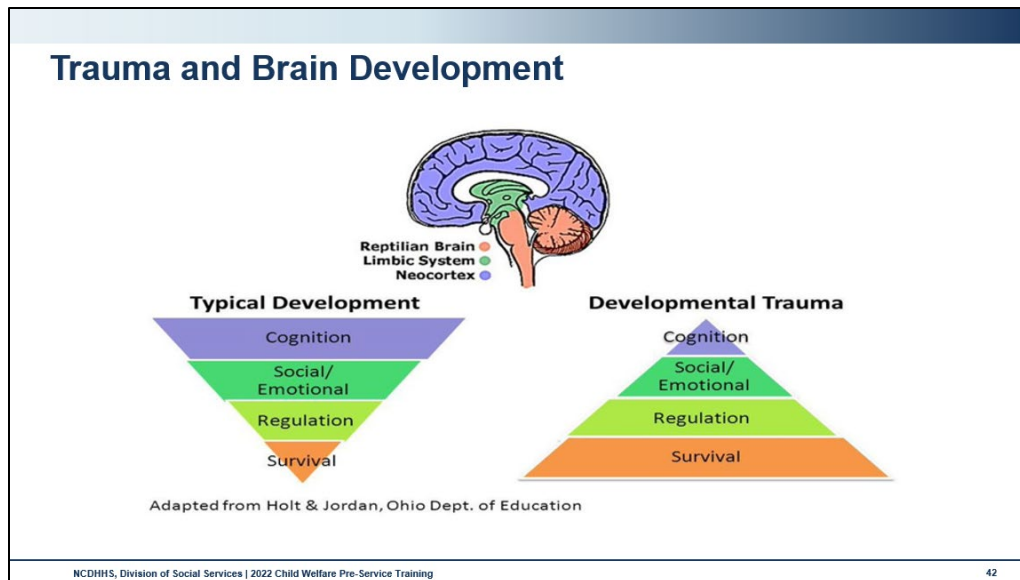 Trauma and Brain Development
Reptilian Brain
Limbic System
Neocortex
Typical Development
Cognition
Social/
Emotional
Regulation
Survival
Developmental Trauma
Cognition
Social/
Emotional
Regulation
Survival
Adapted from Holt & Jordan, Ohio Dept. of Education
NCDHHS, Division of Social Services | 2022 Child Welfare Pre-Service Training
42